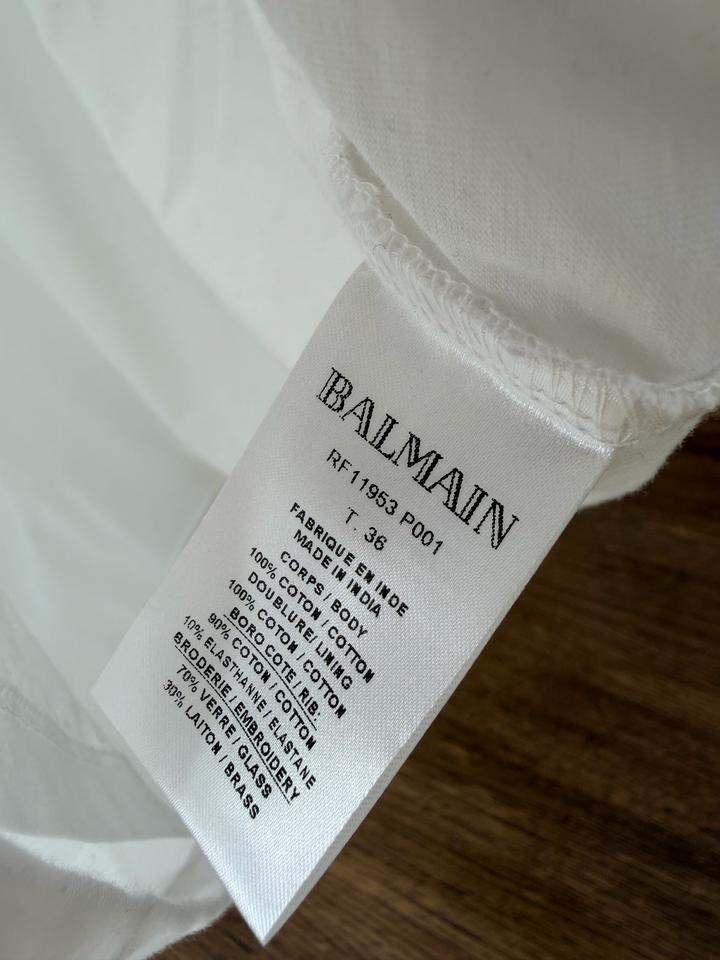 BALMAIN
RF11953 P001
T. 36
FABRIQUE EN INDE
MADE IN INDIA
CORPS / BODY
100% COTON / COTTON
DOUBLURE/ LINING
100% COTON / COTTON
BORD COTE / RIB.
90% COTON / COTTON
10% ELASTHANNE / ELASTANE
BRODERIE / EMBROIDERY
70% VERRE / GLASS
30% LAITON / BRASS